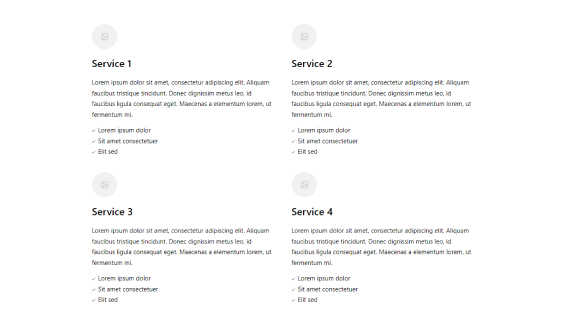 Service 1
Lorem ipsum dolor sit amet, consectetur adipiscing elit. Aliquam
faucibus tristique tincidunt. Donec dignissim metus leo, id
faucibus ligula consequat eget. Maecenas a elementum lorem, ut
fermentum mi.
Lorem ipsum dolor
Sit amet consectetuer
Elit sed
Service 2
Lorem ipsum dolor sit amet, consectetur adipiscing elit. Aliquam
faucibus tristique tincidunt. Donec dignissim metus leo, id
faucibus ligula consequat eget. Maecenas a elementum lorem, ut
fermentum mi.
Lorem ipsum dolor
Sit amet consectetuer
Elit sed
Service 3
Lorem ipsum dolor sit amet, consectetur adipiscing elit. Aliquam
faucibus tristique tincidunt. Donec dignissim metus leo, id
faucibus ligula consequat eget. Maecenas a elementum lorem, ut
fermentum mi.
Lorem ipsum dolor
Sit amet consectetuer
Elit sed
Service 4
Lorem ipsum dolor sit amet, consectetur adipiscing elit. Aliquam
faucibus tristique tincidunt. Donec dignissim metus leo, id
faucibus ligula consequat eget. Maecenas a elementum lorem, ut
fermentum mi.
Lorem ipsum dolor
Sit amet consectetuer
Elit sed